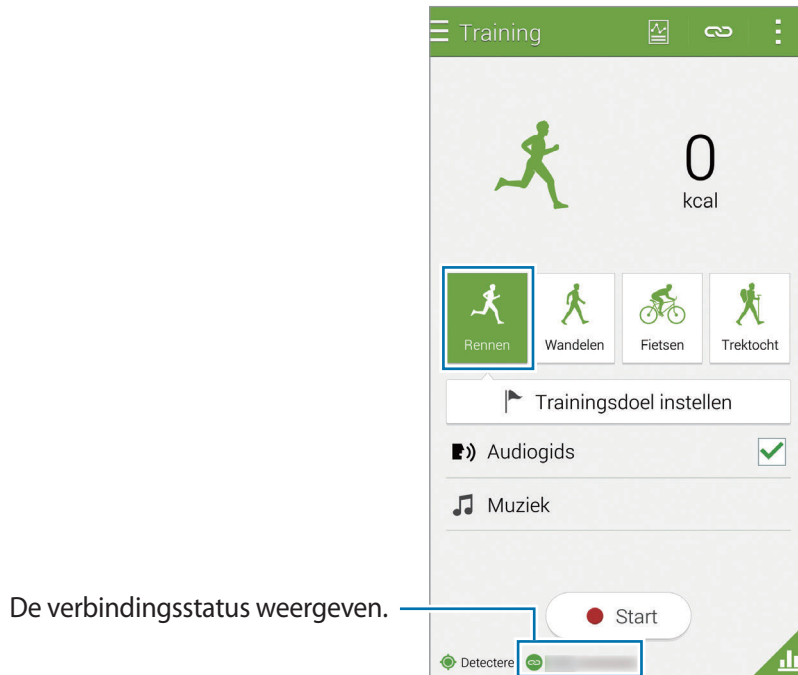 Training
0
kcal
Rennen
Wandelen
Fietsen
Trektocht
Trainingsdoel instellen
Audiogids
Muziek
De verbindingsstatus weergeven.
Start
Detectere